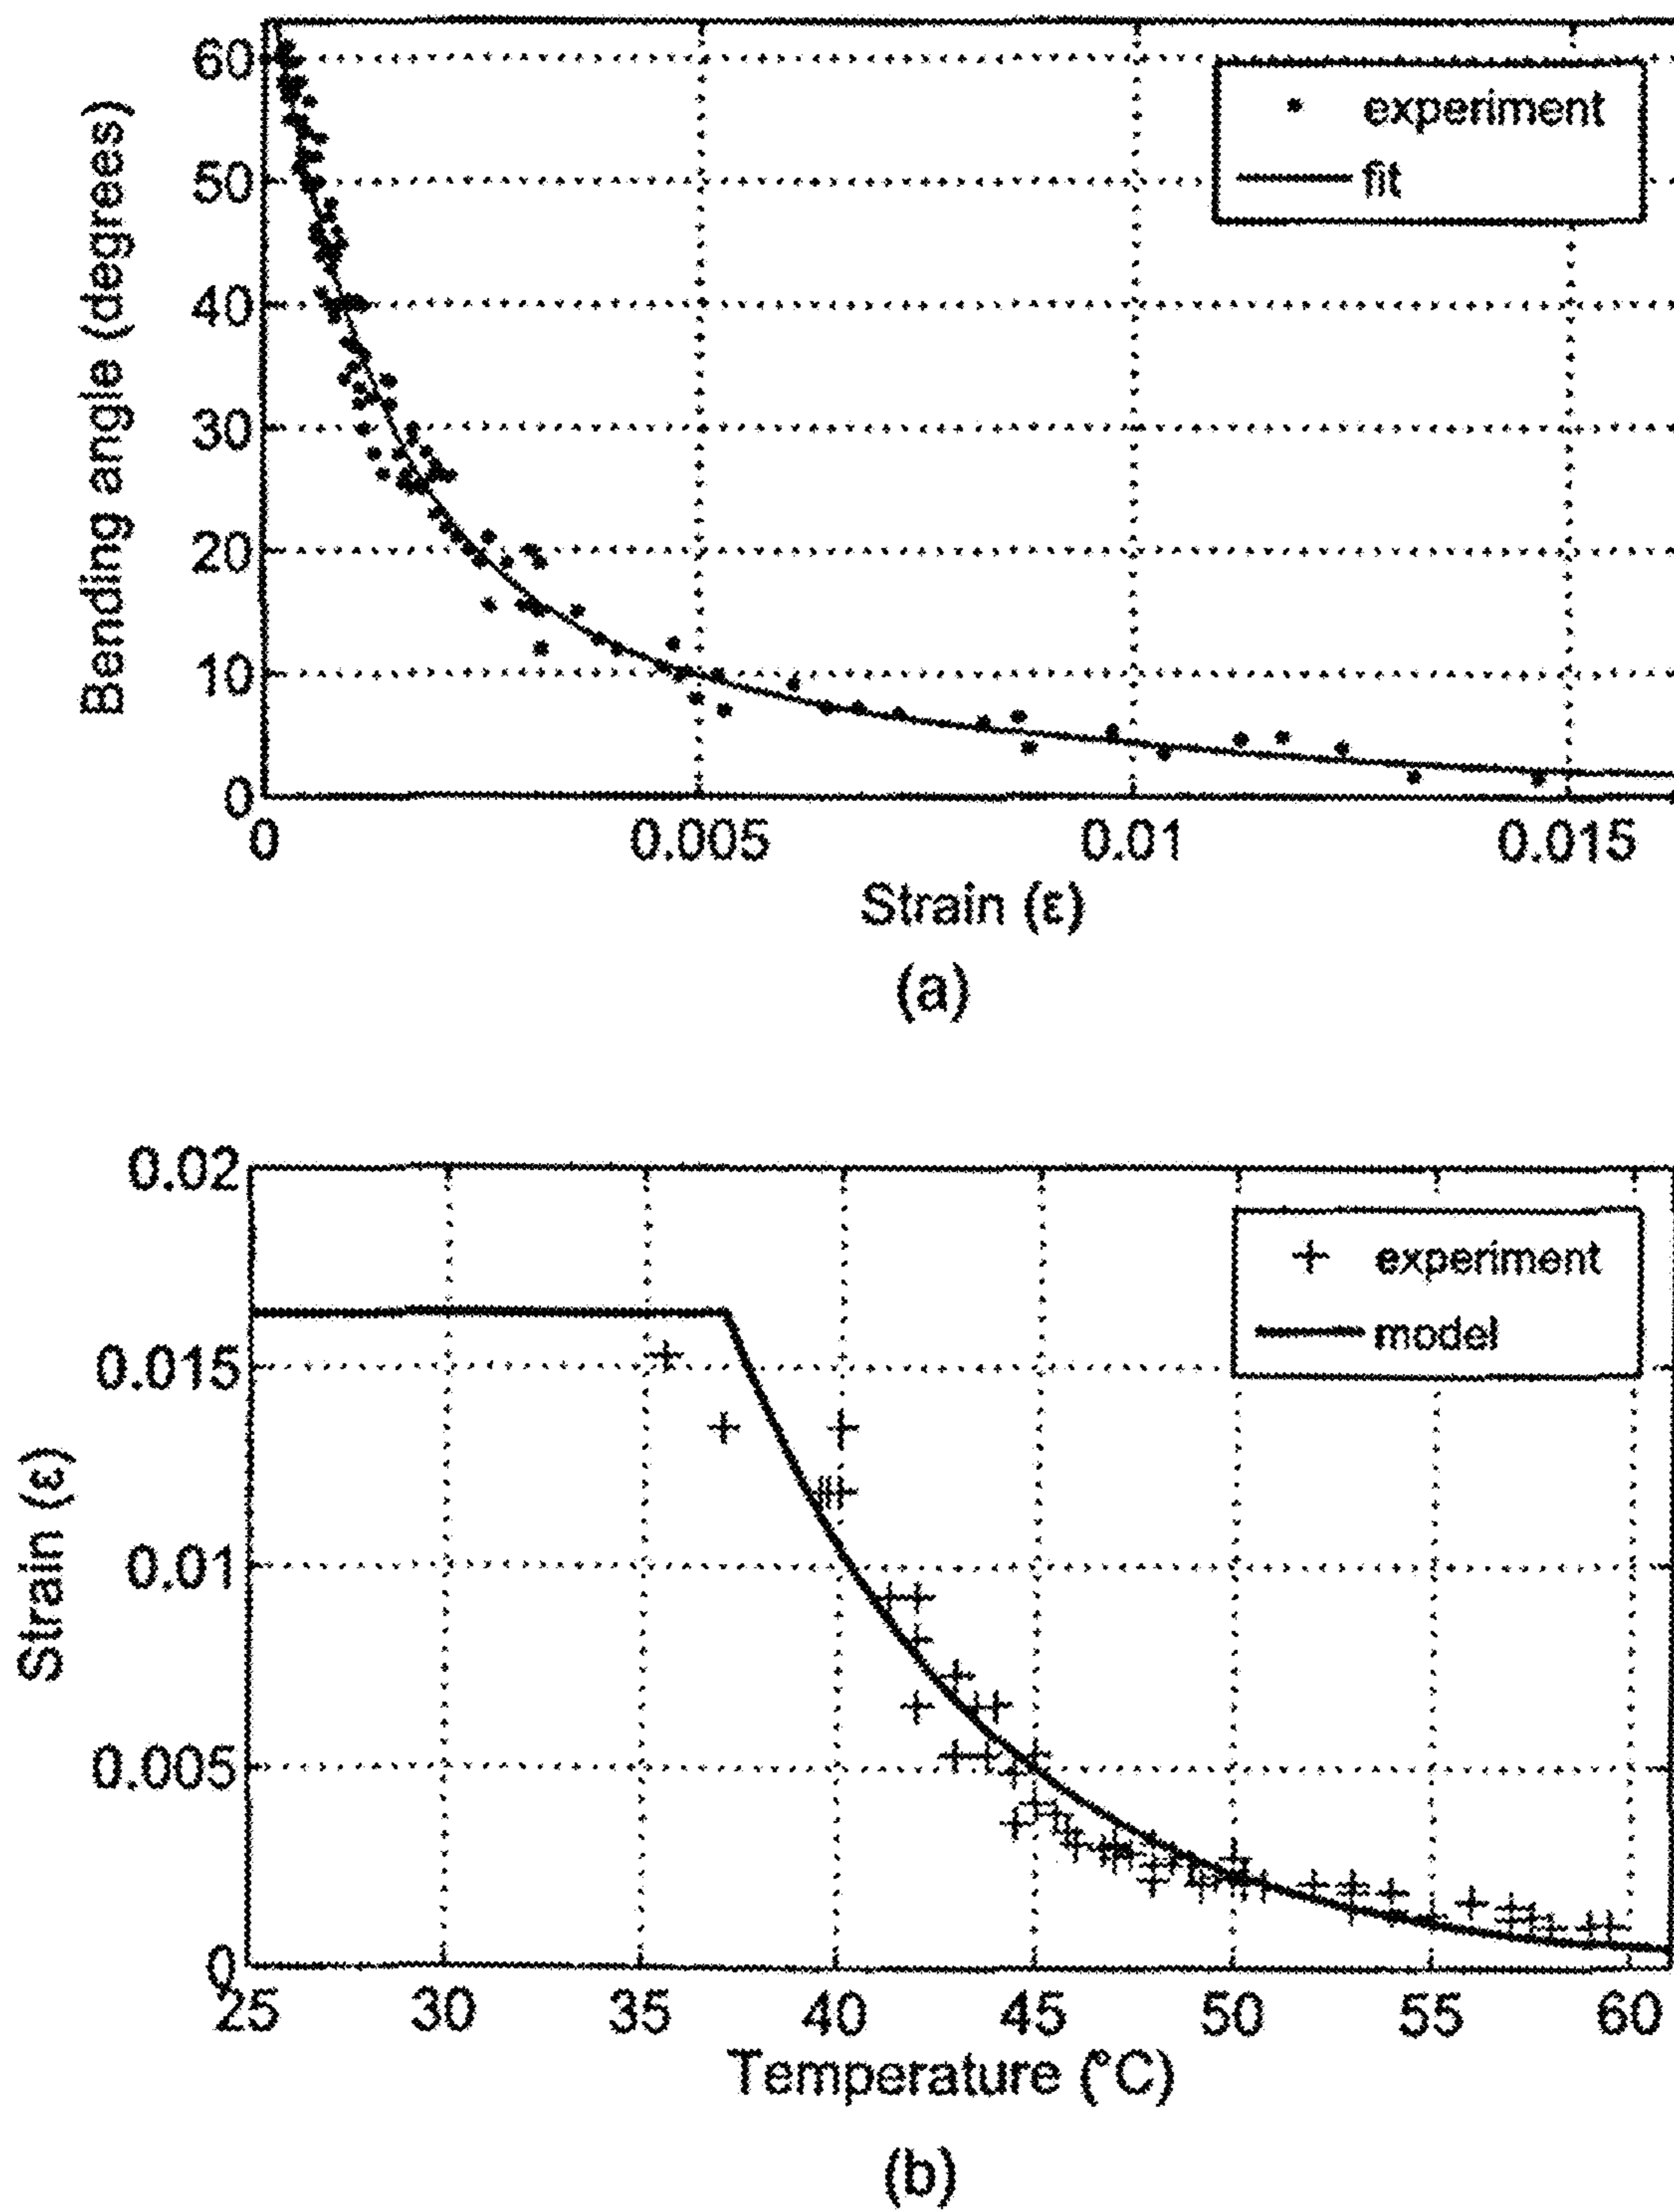 60
50
40
30
20
10
0
Bending angle (degrees)
experiment
fit
0 0.005 0.01 0.015
Strain (ε)
(a)
0.02
0.015
0.01
0.005
0
Strain (ε)
experiment
model
25 30 35 40 45 50 55 60
Temperature (°C)
(b)